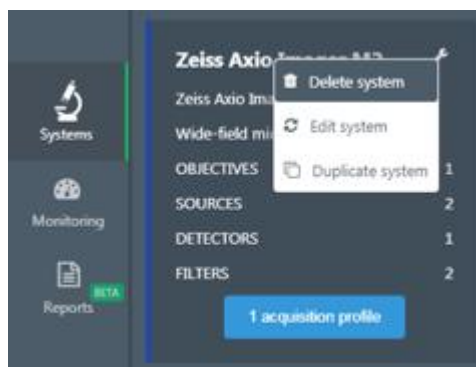 Systems
Monitoring
BETA
Reports
Zeiss Axio
Zeiss Axio Ima
Wide-field mi
Delete system
Edit system
Duplicate system
OBJECTIVES 1
SOURCES 2
DETECTORS 1
FILTERS 2
1 acquisition profile